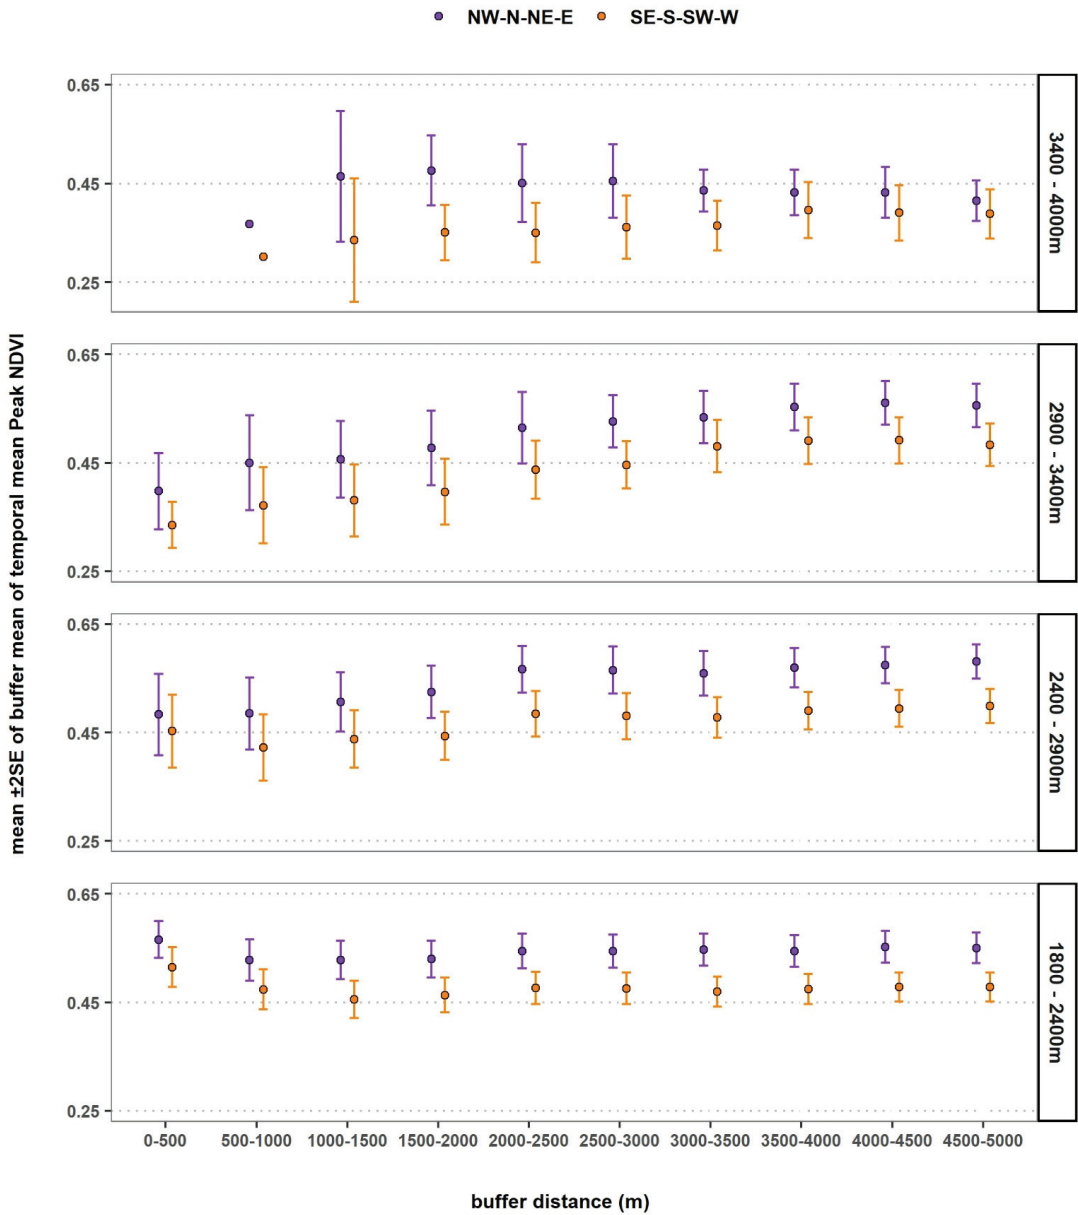 NW-N-NE-E SE-S-SW-W
mean ±2SE of buffer mean of temporal mean Peak NDVI
0.65
0.45
0.25
3400 - 4000m
0.65
0.45
0.25
2900 - 3400m
0.65
0.45
0.25
2400 - 2900m
0.65
0.45
0.25
1800 - 2400m
0-500 500-1000 1000-1500 1500-2000 2000-2500 2500-3000 3000-3500 3500-4000 4000-4500 4500-5000
buffer distance (m)